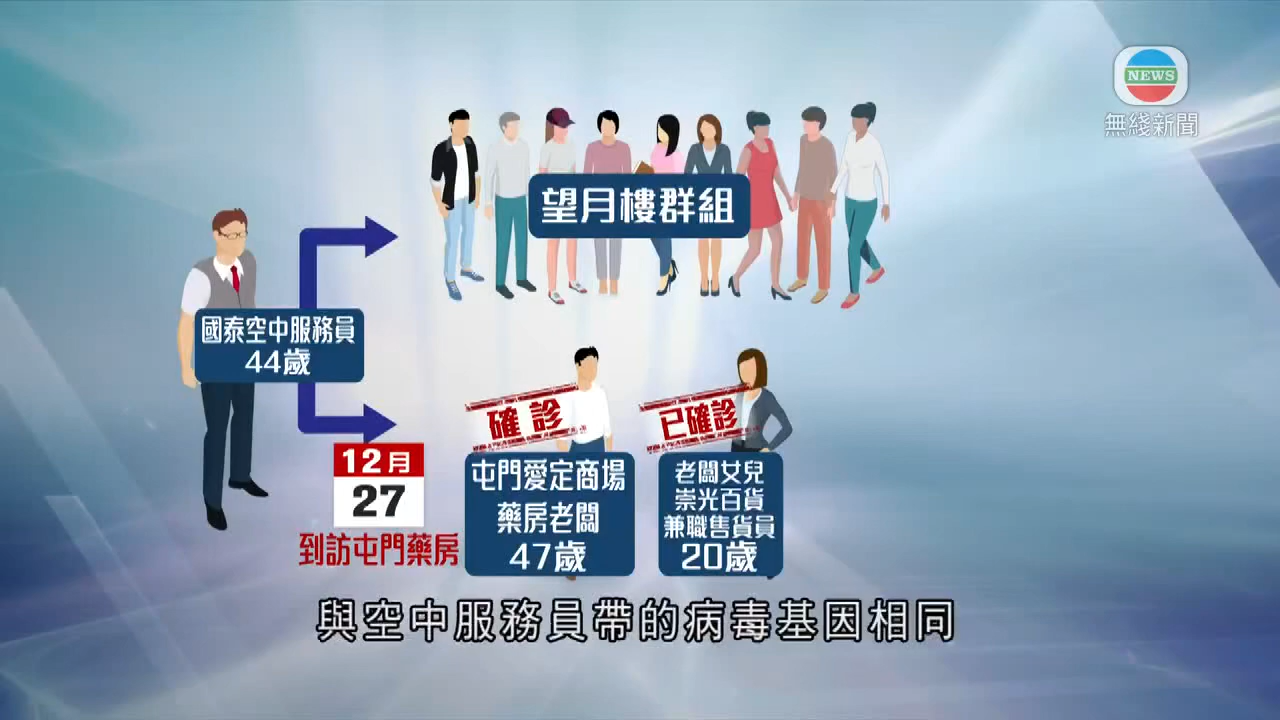 NEWS
無綫新聞
望月樓群組
國泰空中服務員
44歲
確診
已確診
12月
27
到訪屯門藥房
屯門愛定商場
藥房老闆
47歲
老闆女兒
崇光百貨
兼職售貨員
20歲
與空中服務員帶的病毒基因相同